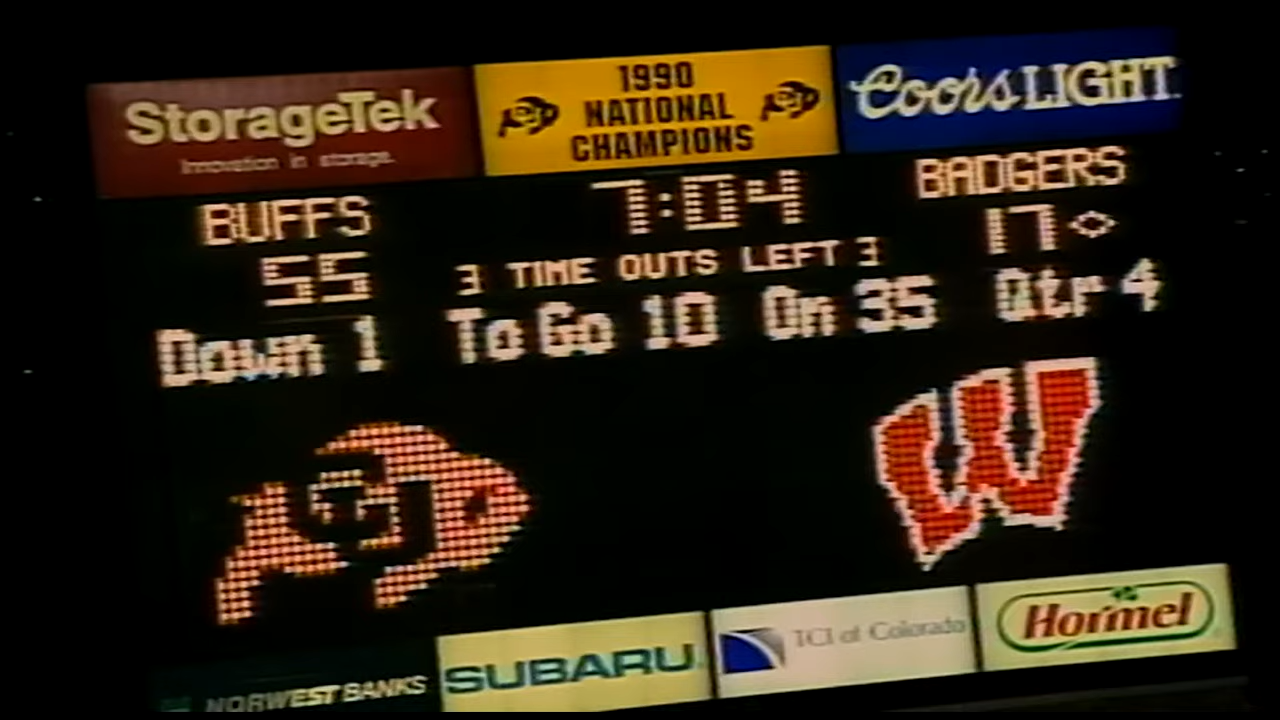 StorageTek
Innovation in storage.
1990
NATIONAL
CHAMPIONS
Coors LIGHT
BUFFS 7:04 BADGERS
55 3 TIME OUTS LEFT 3 17
Down 1 To Go 10 On 35 Qtr 4
CU
W
NORWEST BANKS
SUBARU
TCI of Colorado
Hormel